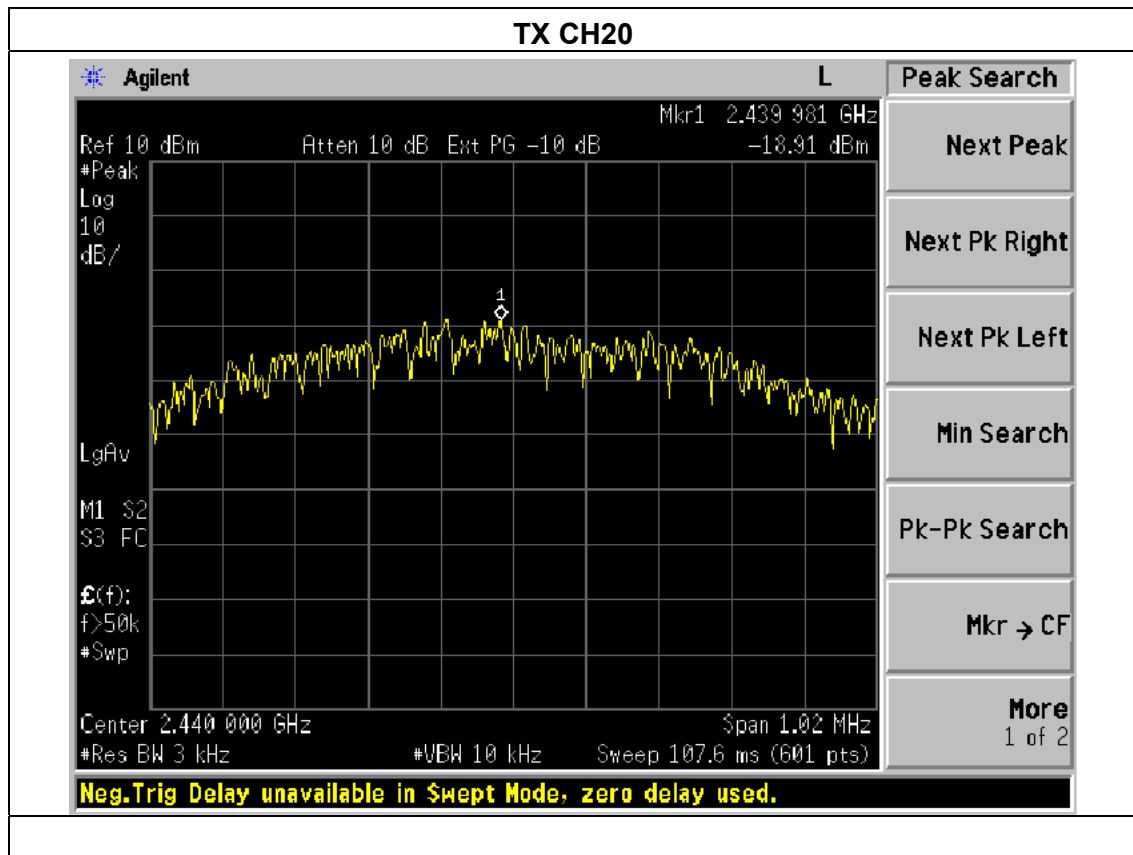 TX CH20
Agilent
L
Peak Search
Mkr1 2.439 981 GHz
Ref 10 dBm Atten 10 dB Ext PG -10 dB -18.91 dBm
#Peak
Log
10
dB/
1
LgAv
M1 S2
S3 FC
£(f):
f>50k
#Swp
Center 2.440 000 GHz Span 1.02 MHz
#Res BW 3 kHz #VBW 10 kHz Sweep 107.6 ms (601 pts)
Neg.Trig Delay unavailable in Swept Mode, zero delay used.
Next Peak
Next Pk Right
Next Pk Left
Min Search
Pk-Pk Search
Mkr → CF
More
1 of 2